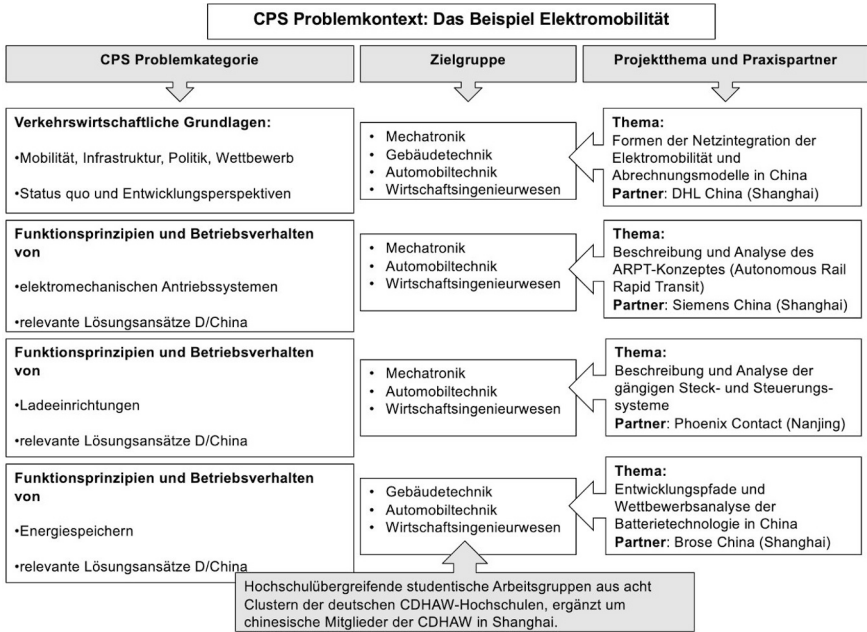 CPS Problemkontext: Das Beispiel Elektromobilität
CPS Problemkategorie
Zielgruppe
Projektthema und Praxispartner
Verkehrswirtschaftliche Grundlagen:
•Mobilität, Infrastruktur, Politik, Wettbewerb
•Status quo und Entwicklungsperspektiven
• Mechatronik
• Gebäudetechnik
• Automobiltechnik
• Wirtschaftsingenieurwesen
Thema:
Formen der Netzintegration der
Elektromobilität und
Abrechnungsmodelle in China
Partner: DHL China (Shanghai)
Funktionsprinzipien und Betriebsverhalten
von
•elektromechanischen Antriebssystemen
•relevante Lösungsansätze D/China
• Mechatronik
• Automobiltechnik
• Wirtschaftsingenieurwesen
Thema:
Beschreibung und Analyse des
ARPT-Konzeptes (Autonomous Rail
Rapid Transit)
Partner: Siemens China (Shanghai)
Funktionsprinzipien und Betriebsverhalten
von
•Ladeeinrichtungen
•relevante Lösungsansätze D/China
• Mechatronik
• Automobiltechnik
• Wirtschaftsingenieurwesen
Thema:
Beschreibung und Analyse der
gängigen Steck- und Steuerungs-
systeme
Partner: Phoenix Contact (Nanjing)
Funktionsprinzipien und Betriebsverhalten
von
•Energiespeichern
•relevante Lösungsansätze D/China
• Gebäudetechnik
• Automobiltechnik
• Wirtschaftsingenieurwesen
Thema:
Entwicklungspfade und
Wettbewerbsanalyse der
Batterietechnologie in China
Partner: Brose China (Shanghai)
Hochschulübergreifende studentische Arbeitsgruppen aus acht
Clustern der deutschen CDHAW-Hochschulen, ergänzt um
chinesische Mitglieder der CDHAW in Shanghai.